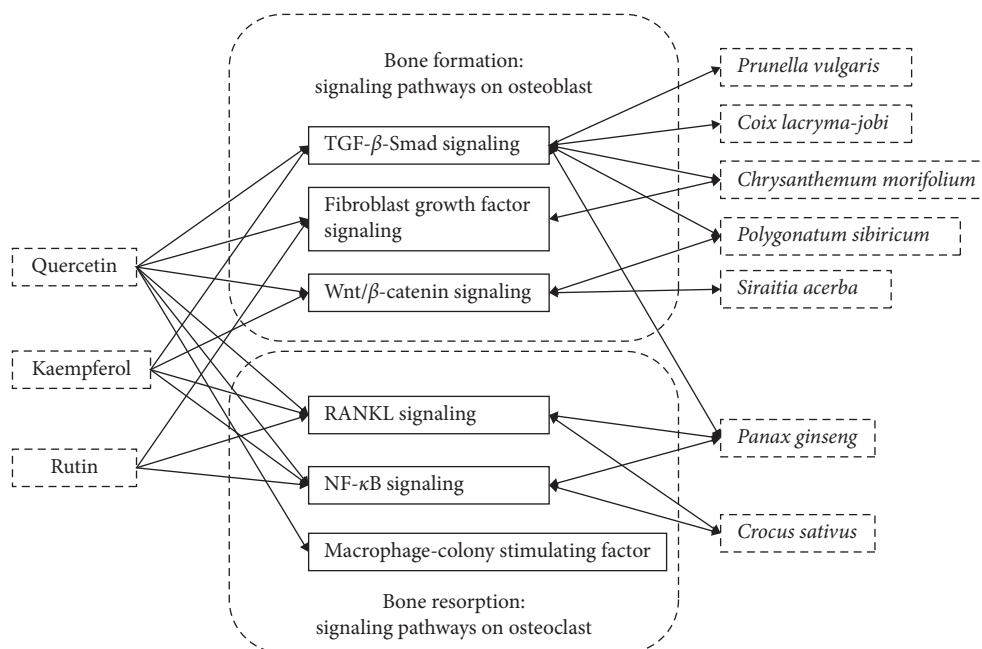 Bone formation:
signaling pathways on osteoblast
TGF-β-Smad signaling
Fibroblast growth factor
signaling
Wnt/β-catenin signaling
Quercetin
Kaempferol
Rutin
RANKL signaling
NF-κB signaling
Macrophage-colony stimulating factor
Bone resorption:
signaling pathways on osteoclast
Prunella vulgaris
Coix lacryma-jobi
Chrysanthemum morifolium
Polygonatum sibiricum
Siraitia acerba
Panax ginseng
Crocus sativus